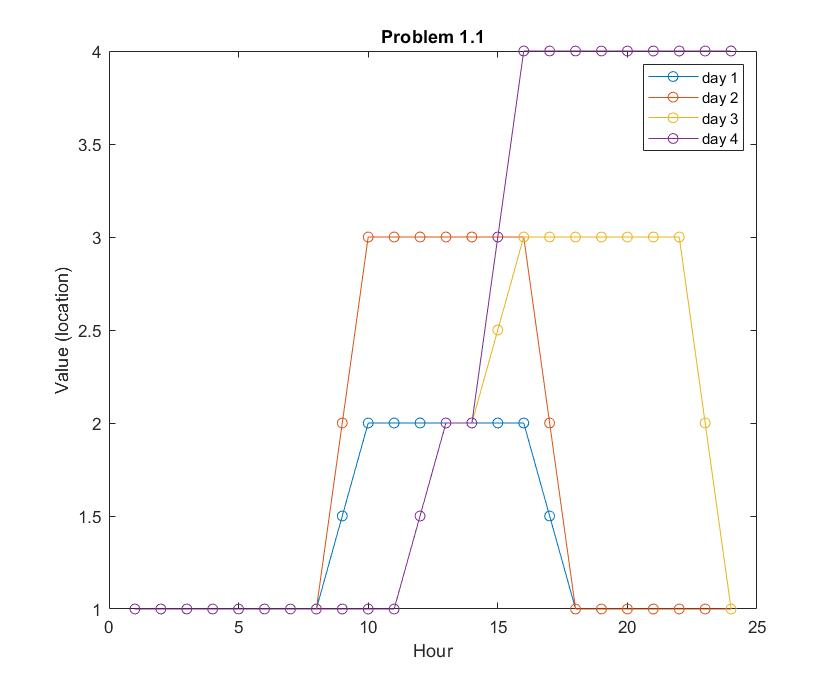 Problem 1.1
4
3.5
3
2.5
2
1.5
1
Value (location)
day 1
day 2
day 3
day 4
0 5 10 15 20 25
Hour